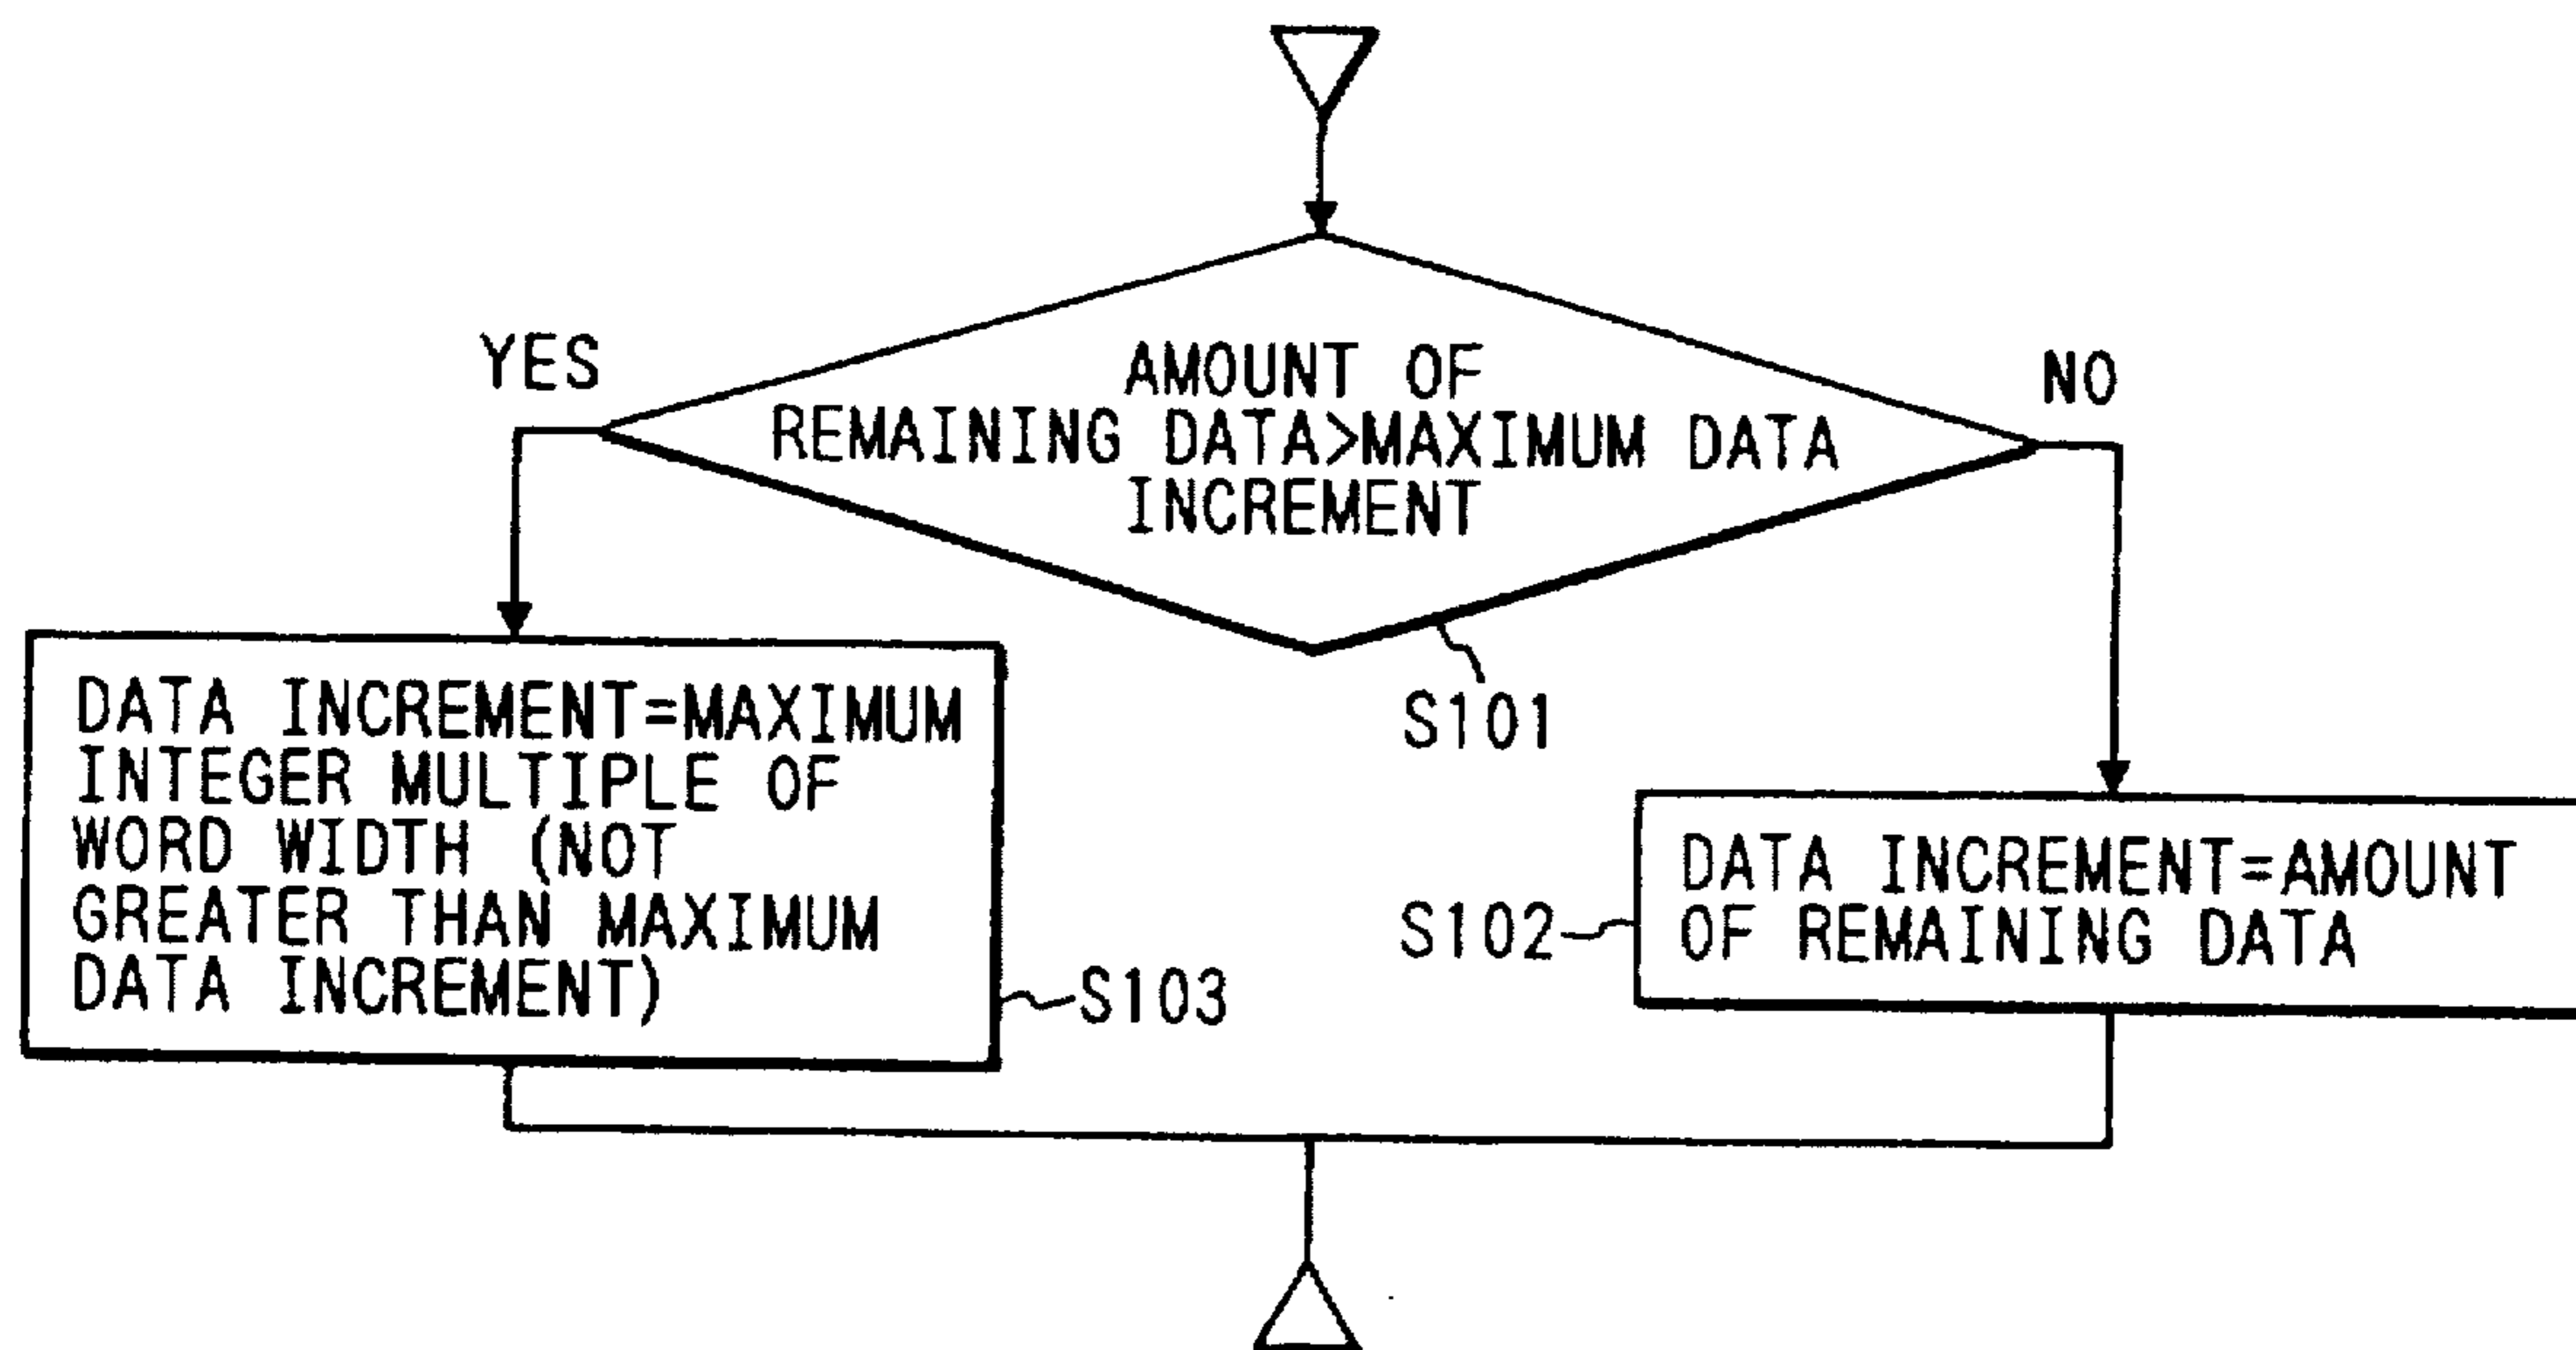 YES
AMOUNT OF
REMAINING DATA>MAXIMUM DATA
INCREMENT
NO
S101
DATA INCREMENT=MAXIMUM
INTEGER MULTIPLE OF
WORD WIDTH (NOT
GREATER THAN MAXIMUM
DATA INCREMENT)
S103
S102
DATA INCREMENT=AMOUNT
OF REMAINING DATA